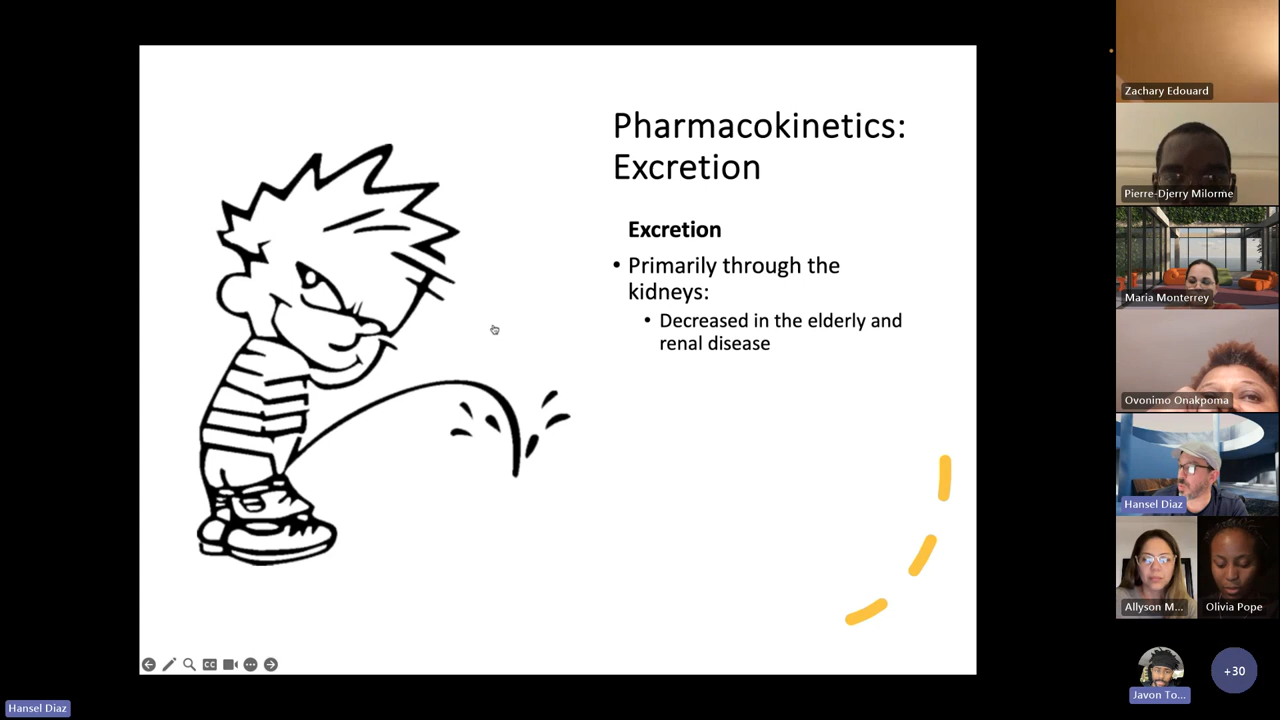 Pharmacokinetics:
Excretion
Excretion
• Primarily through the
kidneys:
• Decreased in the elderly and
renal disease
CC
Hansel Diaz
Zachary Edouard
Pierre-Djerry Milorme
Maria Monterrey
Ovonimo Onakpoma
Hansel Diaz
Allyson M...
Olivia Pope
Javon To...
+30